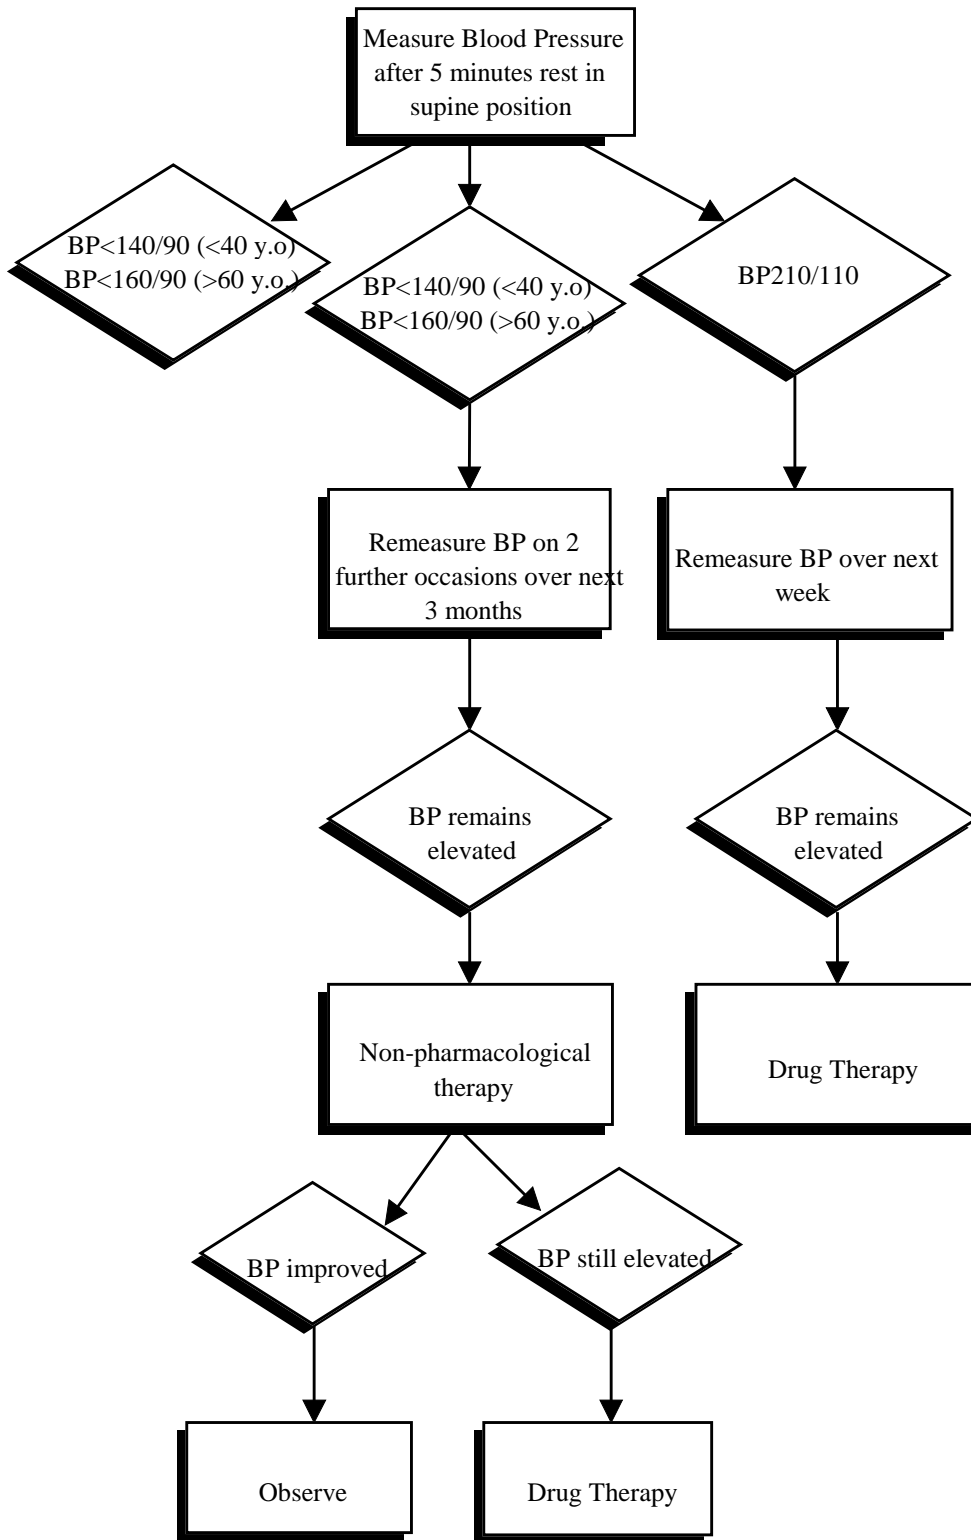 Measure Blood Pressure
after 5 minutes rest in
supine position
BP<140/90 (<40 y.o)
BP<160/90 (>60 y.o.)
BP<140/90 (<40 y.o)
BP<160/90 (>60 y.o.)
BP210/110
Remeasure BP on 2
further occasions over next
3 months
Remeasure BP over next
week
BP remains
elevated
BP remains
elevated
Non-pharmacological
therapy
Drug Therapy
BP improved
BP still elevated
Observe
Drug Therapy